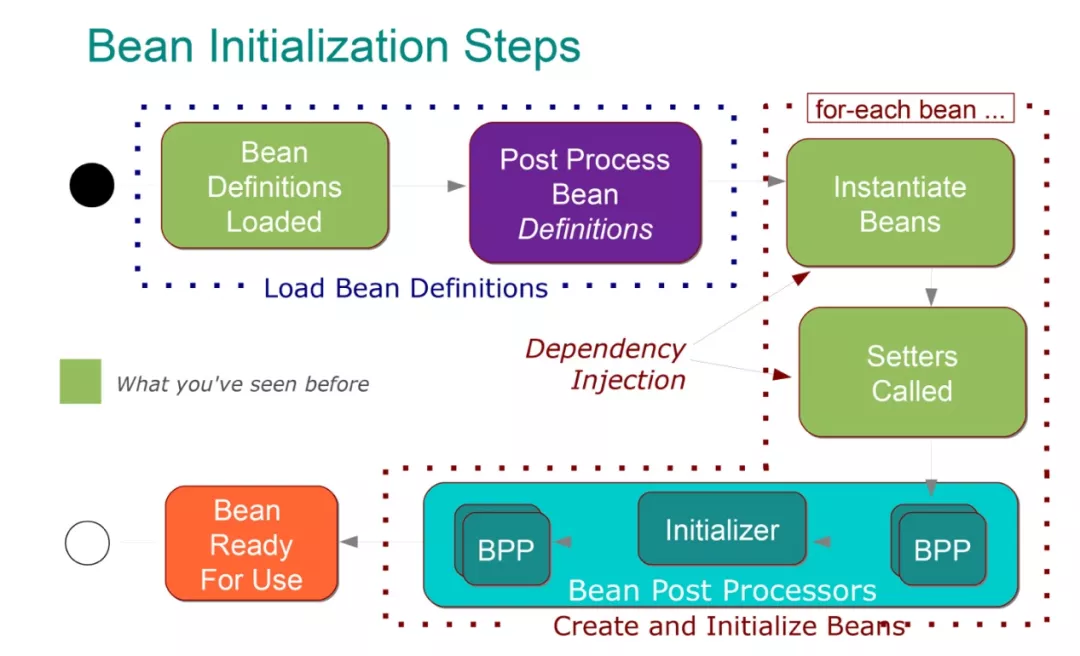 Bean Initialization Steps
for-each bean ...
Bean
Definitions
Loaded
Post Process
Bean
Definitions
Instantiate
Beans
Load Bean Definitions
Dependency
Injection
Setters
Called
What you've seen before
Bean
Ready
For Use
BPP
Initializer
BPP
Bean Post Processors
Create and Initialize Beans